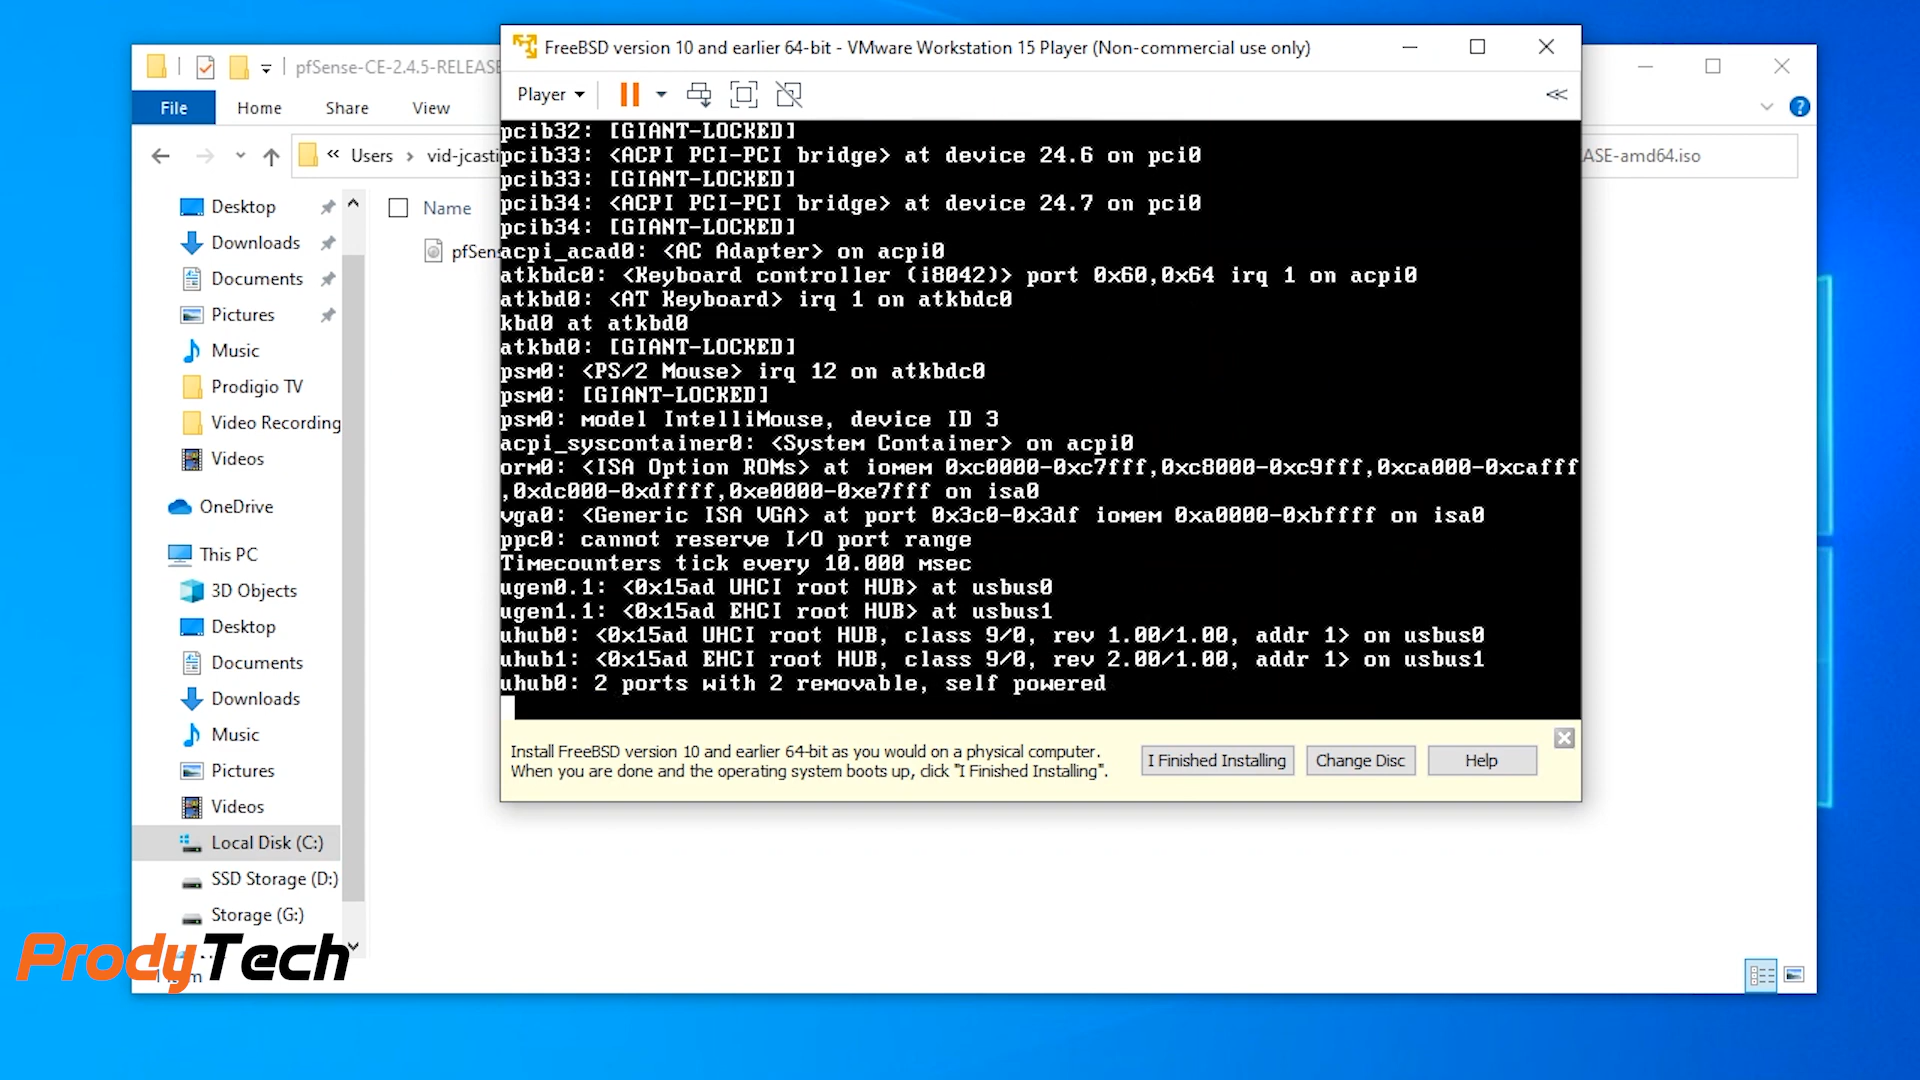 pfSense-CE-2.4.5-RELEASE
File
Home
Share
View
« Users › vid-jcasti
Desktop
Downloads
Documents
Pictures
Music
Prodigio TV
Video Recording
Videos
OneDrive
This PC
3D Objects
Desktop
Documents
Downloads
Music
Pictures
Videos
Local Disk (C:)
SSD Storage (D:)
Storage (G:)
Name
pfSens
ASE-amd64.iso
FreeBSD version 10 and earlier 64-bit - VMware Workstation 15 Player (Non-commercial use only)
Player
pcib32: [GIANT-LOCKED]
pcib33: <ACPI PCI-PCI bridge> at device 24.6 on pci0
pcib33: [GIANT-LOCKED]
pcib34: <ACPI PCI-PCI bridge> at device 24.7 on pci0
pcib34: [GIANT-LOCKED]
acpi_acad0: <AC Adapter> on acpi0
atkbdc0: <Keyboard controller (i8042)> port 0x60,0x64 irq 1 on acpi0
atkbd0: <AT Keyboard> irq 1 on atkbdc0
kbd0 at atkbd0
atkbd0: [GIANT-LOCKED]
psm0: <PS/2 Mouse> irq 12 on atkbdc0
psm0: [GIANT-LOCKED]
psm0: model IntelliMouse, device ID 3
acpi_syscontainer0: <System Container> on acpi0
orm0: <ISA Option ROMs> at iomem 0xc0000-0xc7fff,0xc8000-0xc9fff,0xca000-0xcafff
,0xdc000-0xdffff,0xe0000-0xe7fff on isa0
vga0: <Generic ISA VGA> at port 0x3c0-0x3df iomem 0xa0000-0xbffff on isa0
ppc0: cannot reserve I/O port range
Timecounters tick every 10.000 msec
ugen0.1: <0x15ad UHCI root HUB> at usbus0
ugen1.1: <0x15ad EHCI root HUB> at usbus1
uhub0: <0x15ad UHCI root HUB, class 9/0, rev 1.00/1.00, addr 1> on usbus0
uhub1: <0x15ad EHCI root HUB, class 9/0, rev 2.00/1.00, addr 1> on usbus1
uhub0: 2 ports with 2 removable, self powered
Install FreeBSD version 10 and earlier 64-bit as you would on a physical computer.
When you are done and the operating system boots up, click "I Finished Installing".
I Finished Installing
Change Disc
Help
ProdyTech